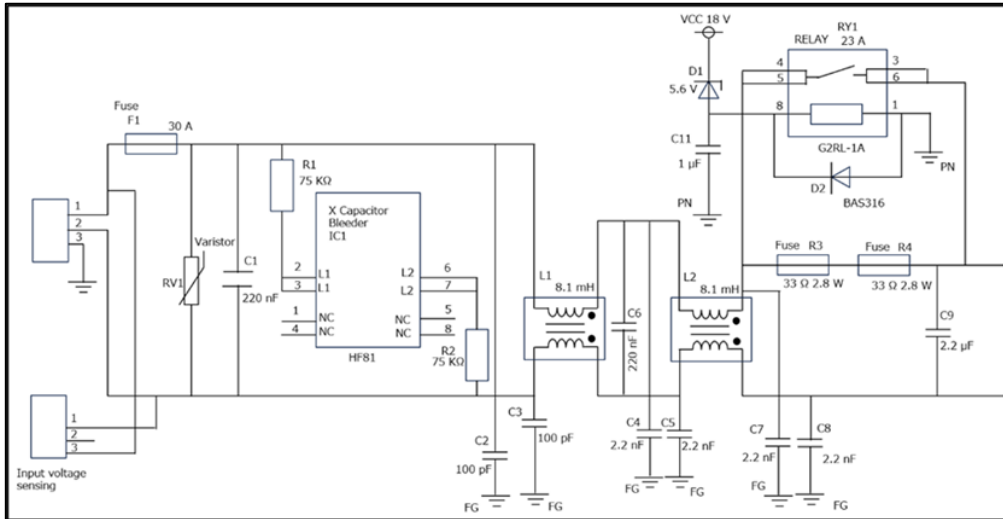 VCC 18 V
RY1
RELAY 23 A
4
5
3
6
8
1
D1
5.6 V
G2RL-1A
C11
1 µF
PN
PN
D2
BAS316
Fuse
F1
30 A
R1
75 KΩ
X Capacitor
Bleeder
IC1
1
2
3
Varistor
RV1
C1
220 nF
2
3
1
4
L1
L1
NC
NC
L2
L2
NC
NC
6
7
5
8
HF81
R2
75 KΩ
L1
8.1 mH
C6
220 nF
L2
8.1 mH
Fuse R3
33 Ω 2.8 W
Fuse R4
33 Ω 2.8 W
C9
2.2 µF
C3
100 pF
C2
100 pF
FG
FG
C4
2.2 nF
C5
2.2 nF
FG
FG
C7
2.2 nF
C8
2.2 nF
FG
FG
1
2
3
Input voltage
sensing